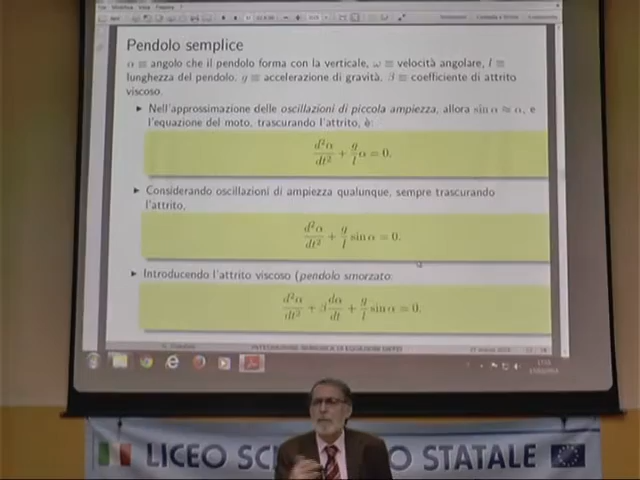 Pendolo semplice
α ≡ angolo che il pendolo forma con la verticale, ω ≡ velocità angolare, l ≡
lunghezza del pendolo, g ≡ accelerazione di gravità, β ≡ coefficiente di attrito
viscoso.
▶ Nell'approssimazione delle oscillazioni di piccola ampiezza, allora sin α ≈ α, e
l'equazione del moto, trascurando l'attrito, è:
d²α/dt² + g/l α = 0.
▶ Considerando oscillazioni di ampiezza qualunque, sempre trascurando
l'attrito,
d²α/dt² + g/l sin α = 0.
▶ Introducendo l'attrito viscoso (pendolo smorzato:
d²α/dt² + β dα/dt + g/l sin α = 0.
LICEO SC O STATALE